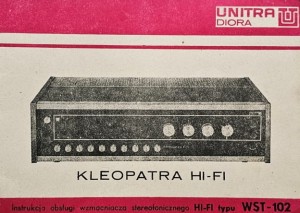 UNITRA
DIORA
KLEOPATRA HI-FI
Instrukcja obsługi wzmacniacza stereofonicznego HI-FI typu WST-102